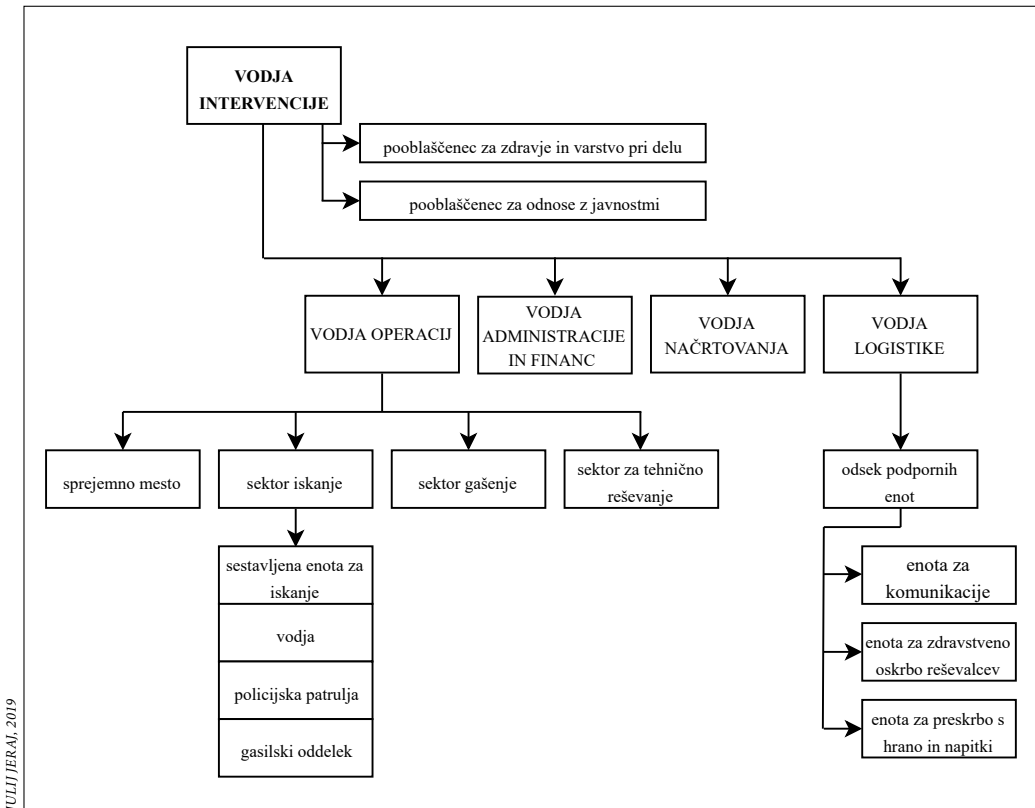 VODJA
INTERVENCIJE
pooblaščenec za zdravje in varstvo pri delu
pooblaščenec za odnose z javnostmi
VODJA OPERACIJ
VODJA
ADMINISTRACIJE
IN FINANC
VODJA
NAČRTOVANJA
VODJA
LOGISTIKE
sprejemno mesto
sektor iskanje
sektor gašenje
sektor za tehnično
reševanje
odsek podpornih
enot
sestavljena enota za
iskanje
vodja
policijska patrulja
gasilski oddelek
enota za
komunikacije
enota za zdravstveno
oskrbo reševalcev
enota za preskrbo s
hrano in napitki
JULIJ JERAJ, 2019